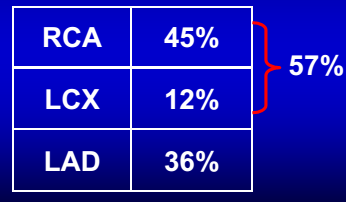 RCA 45%
57%
LCX 12%
LAD 36%